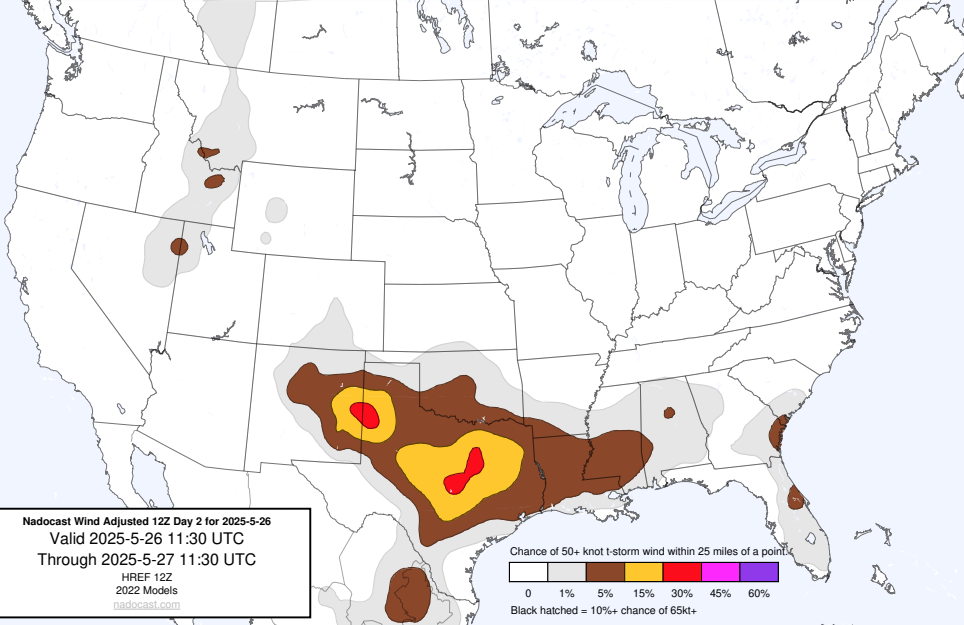 Nadocast Wind Adjusted 12Z Day 2 for 2025-5-26
Valid 2025-5-26 11:30 UTC
Through 2025-5-27 11:30 UTC
HREF 12Z
2022 Models
nadocast.com
Chance of 50+ knot t-storm wind within 25 miles of a point.
0 1% 5% 15% 30% 45% 60%
Black hatched = 10%+ chance of 65kt+